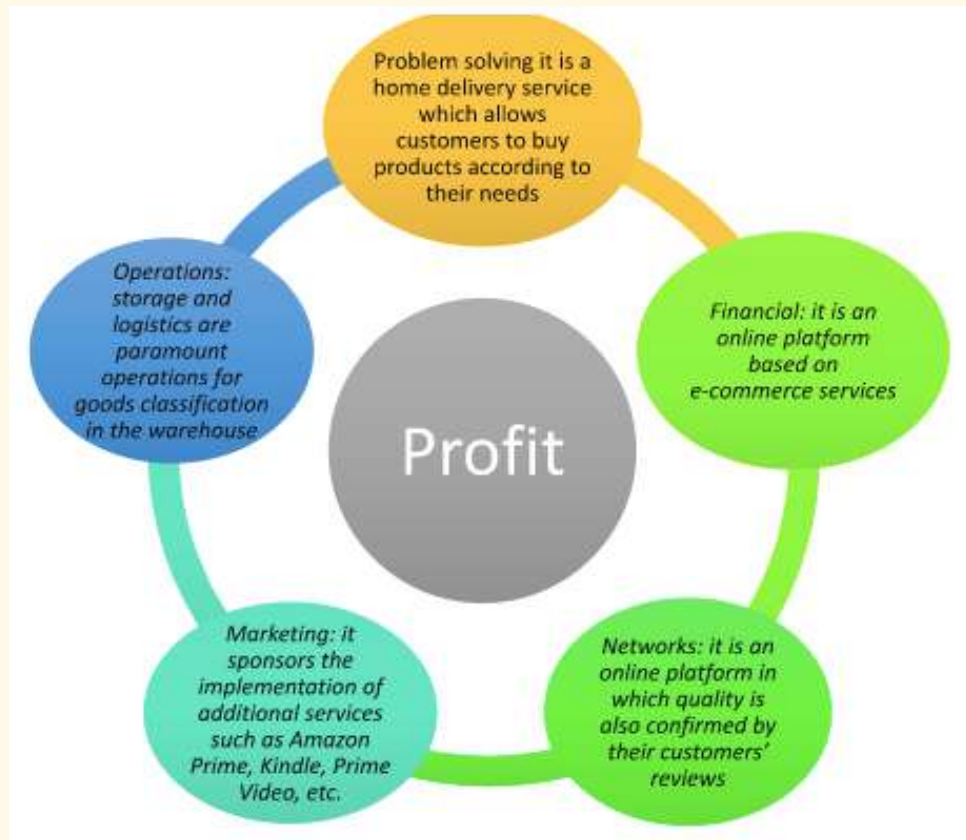 Problem solving it is a
home delivery service
which allows
customers to buy
products according to
their needs
Financial: it is an
online platform
based on
e-commerce services
Networks: it is an
online platform in
which quality is
also confirmed by
their customers’
reviews
Marketing: it
sponsors the
implementation of
additional services
such as Amazon
Prime, Kindle, Prime
Video, etc.
Operations:
storage and
logistics are
paramount
operations for
goods classification
in the warehouse
Profit